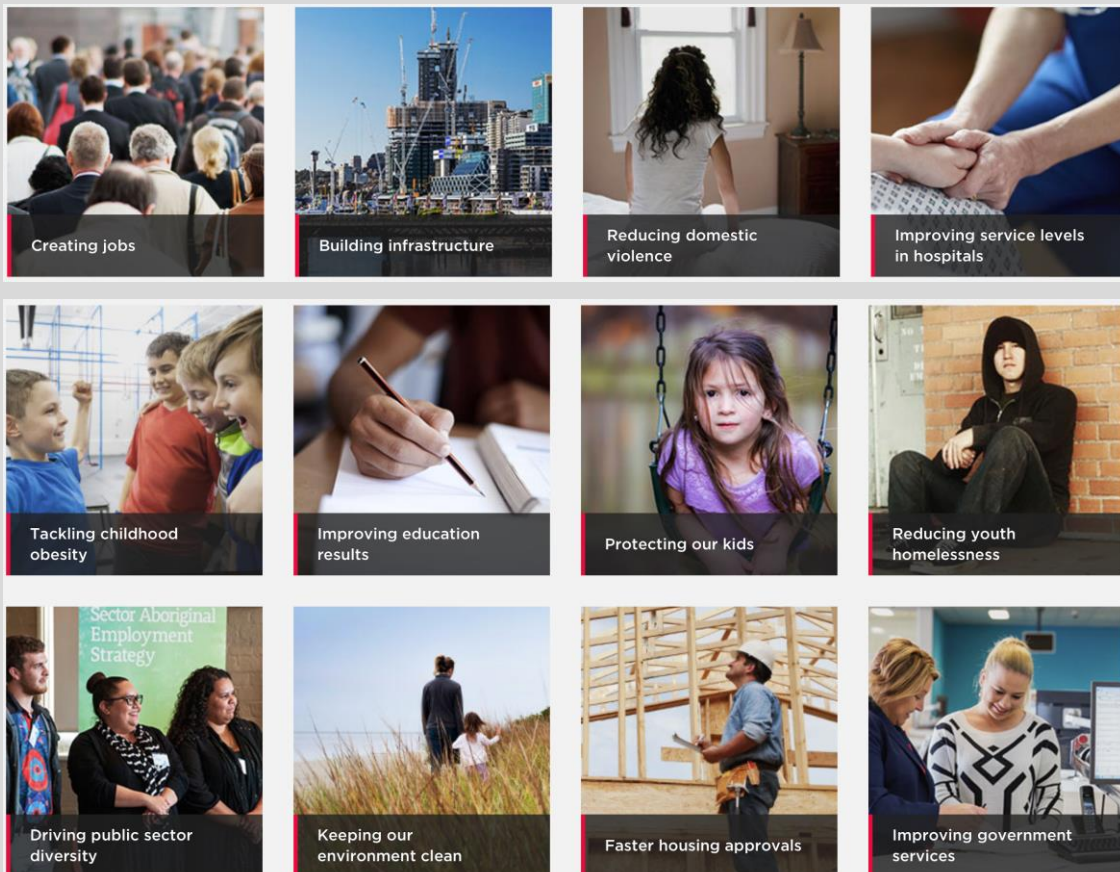 Creating jobs
Building infrastructure
Reducing domestic
violence
Improving service levels
in hospitals
Tackling childhood
obesity
Improving education
results
Protecting our kids
Reducing youth
homelessness
Sector Aboriginal
Employment
Strategy
Driving public sector
diversity
Keeping our
environment clean
Faster housing approvals
Improving government
services